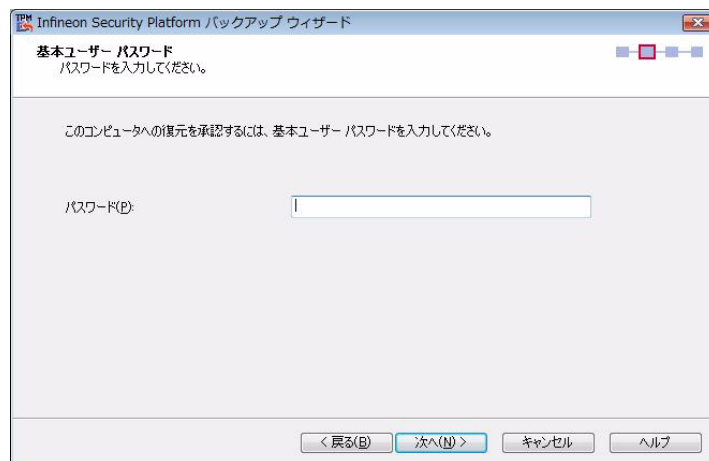 TPM
Infineon Security Platform バックアップ ウィザード
基本ユーザー パスワード
パスワードを入力してください。
このコンピュータへの復元を承認するには、基本ユーザー パスワードを入力してください。
パスワード(P):
< 戻る(B) 次へ(N) > キャンセル ヘルプ